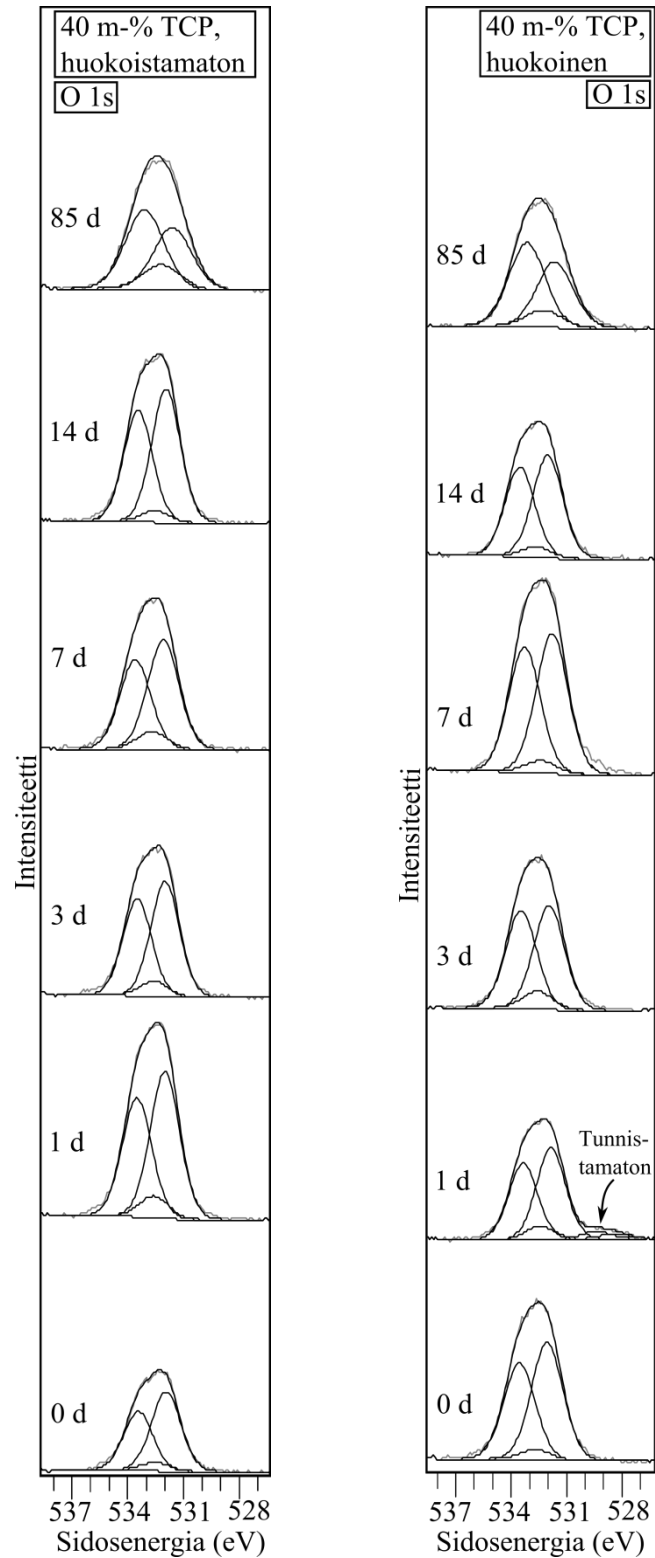 40 m-% TCP,
huokoistamaton
O 1s
85 d
14 d
7 d
3 d
1 d
0 d
Intensiteetti
537 534 531 528
Sidosenergia (eV)
40 m-% TCP,
huokoinen
O 1s
85 d
14 d
7 d
3 d
Tunnis-
tamaton
1 d
0 d
Intensiteetti
537 534 531 528
Sidosenergia (eV)